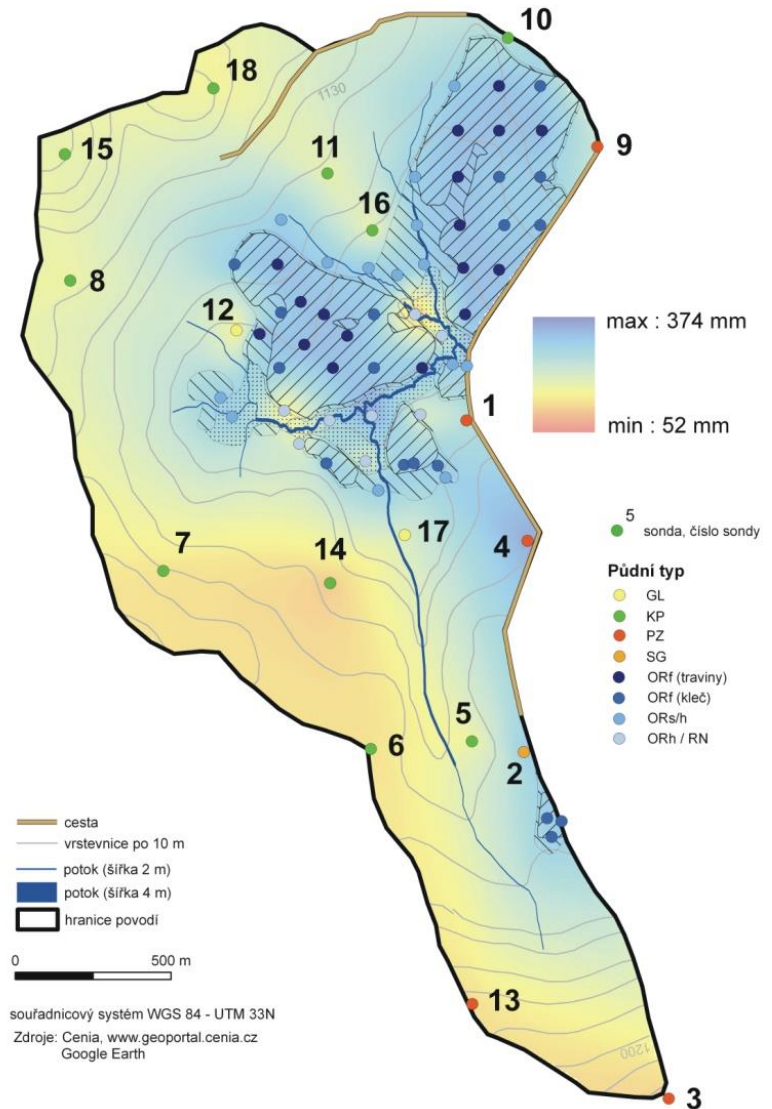 10
18
1130
15
11
9
16
8
12
max : 374 mm
min : 52 mm
1
5
sonda, číslo sondy
4
17
7
14
Půdní typ
GL
KP
PZ
SG
ORf (traviny)
ORf (kleč)
ORs/h
ORh / RN
5
6
2
cesta
vrstevnice po 10 m
potok (šířka 2 m)
potok (šířka 4 m)
hranice povodí
0 500 m
13
souřadnicový systém WGS 84 - UTM 33N
Zdroje: Cenia, www.geoportal.cenia.cz
Google Earth
1200
3